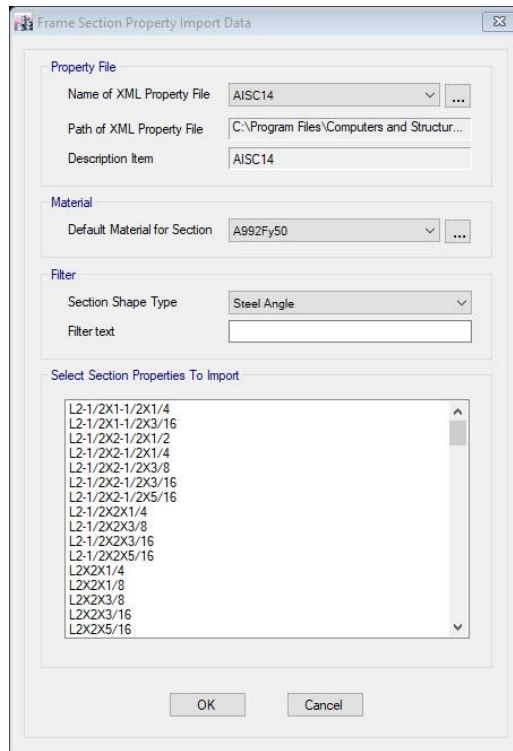 Frame Section Property Import Data
Property File
Name of XML Property File AISC14 ...
Path of XML Property File C:\Program Files\Computers and Structur...
Description Item AISC14
Material
Default Material for Section A992Fy50 ...
Filter
Section Shape Type Steel Angle
Filter text
Select Section Properties To Import
L2-1/2X1-1/2X1/4
L2-1/2X1-1/2X3/16
L2-1/2X2-1/2X1/2
L2-1/2X2-1/2X1/4
L2-1/2X2-1/2X3/8
L2-1/2X2-1/2X3/16
L2-1/2X2-1/2X5/16
L2-1/2X2X1/4
L2-1/2X2X3/8
L2-1/2X2X3/16
L2-1/2X2X5/16
L2X2X1/4
L2X2X1/8
L2X2X3/8
L2X2X3/16
L2X2X5/16
OK Cancel